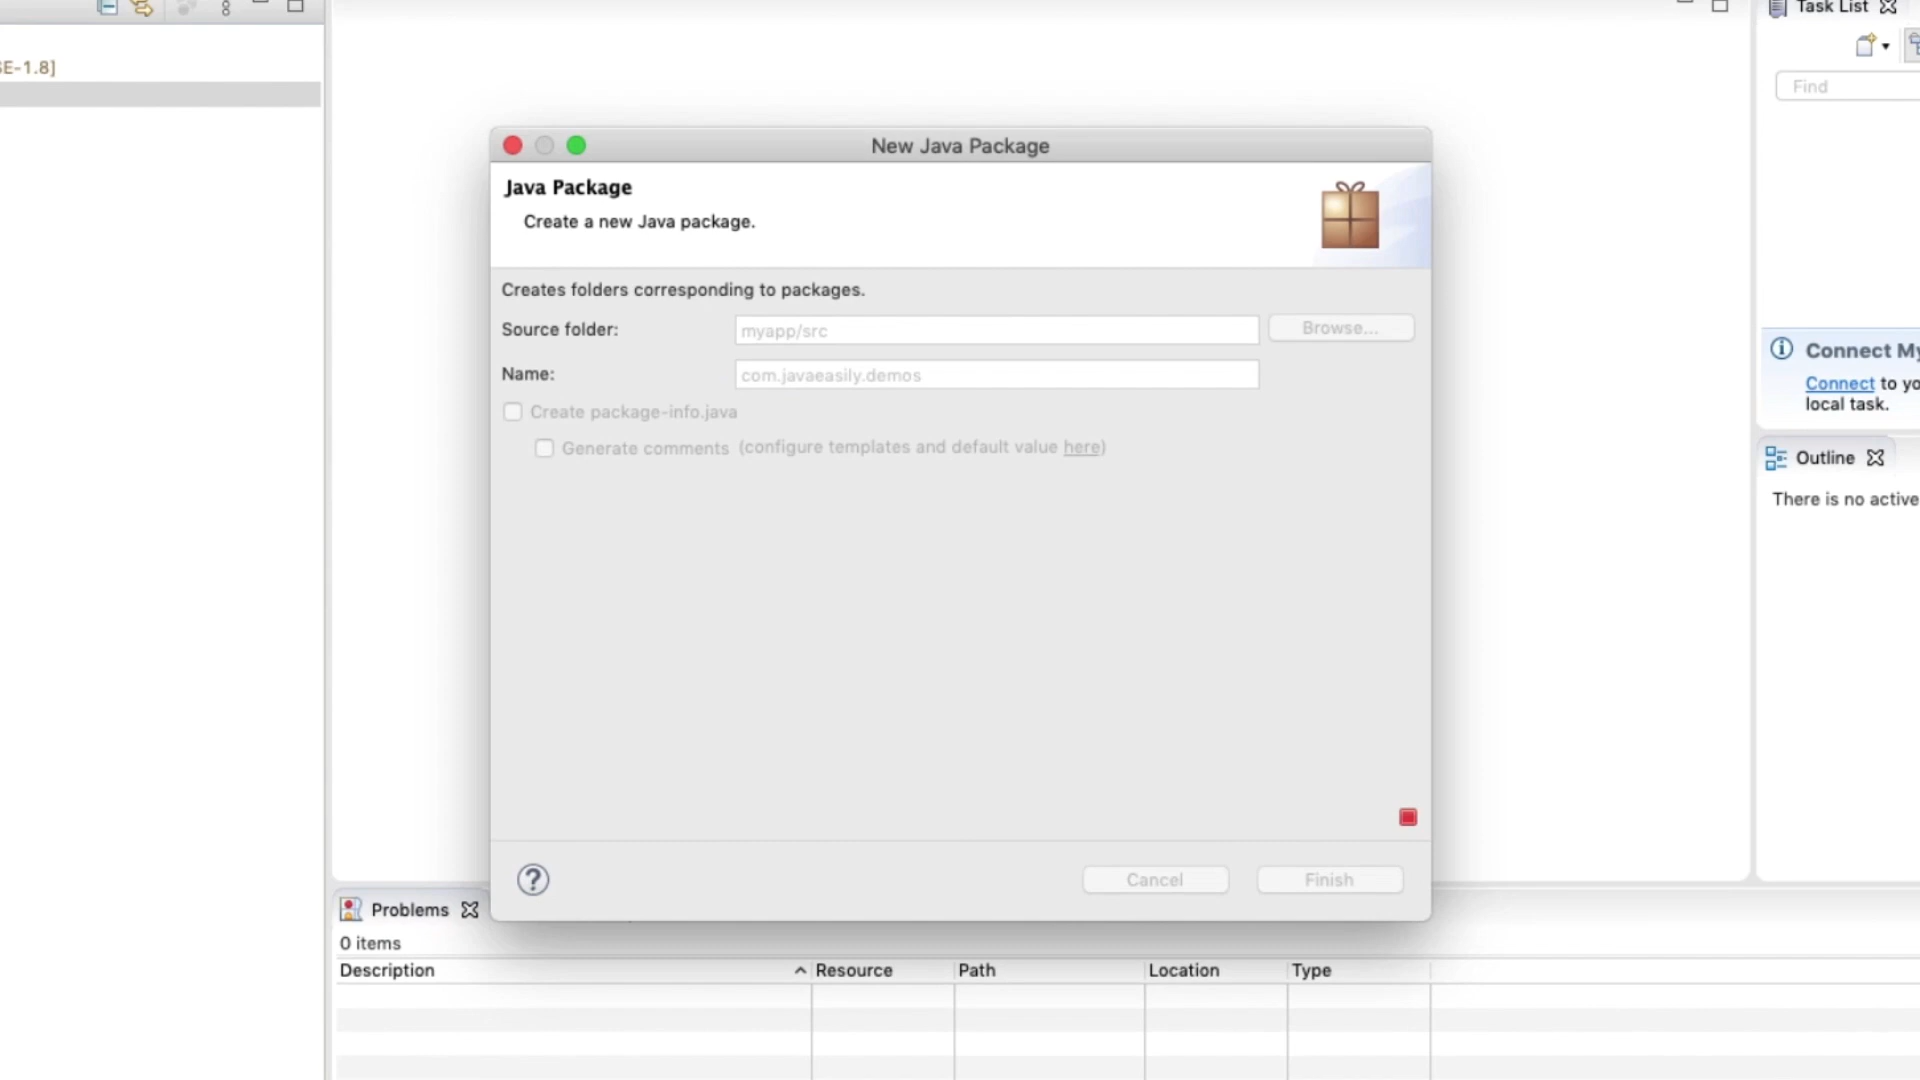 Task List
SE-1.8]
Find
New Java Package
Java Package
Create a new Java package.
Creates folders corresponding to packages.
Source folder:
myapp/src
Browse...
Name:
com.javaeasily.demos
Create package-info.java
Generate comments (configure templates and default value here)
Connect My
Connect to yo
local task.
Outline
There is no active
?
Cancel
Finish
Problems
0 items
Description
Resource
Path
Location
Type